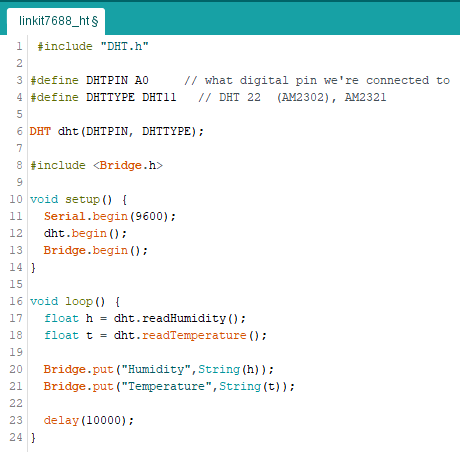 linkit7688_ht §
1 #include "DHT.h"
2
3 #define DHTPIN A0     // what digital pin we're connected to
4 #define DHTTYPE DHT11   // DHT 22  (AM2302), AM2321
5
6 DHT dht(DHTPIN, DHTTYPE);
7
8 #include <Bridge.h>
9
10 void setup() {
11   Serial.begin(9600);
12   dht.begin();
13   Bridge.begin();
14 }
15
16 void loop() {
17   float h = dht.readHumidity();
18   float t = dht.readTemperature();
19
20   Bridge.put("Humidity",String(h));
21   Bridge.put("Temperature",String(t));
22
23   delay(10000);
24 }